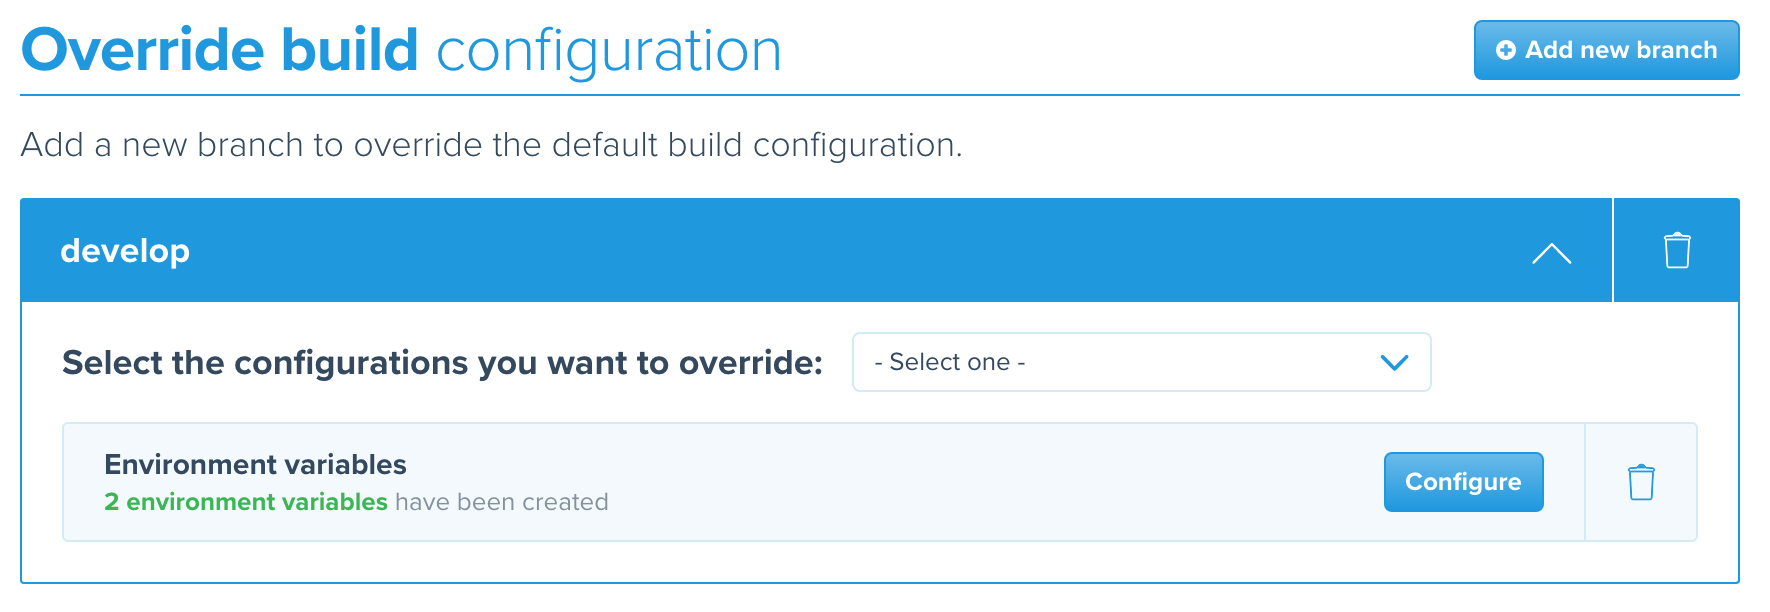 Override build configuration
Add new branch
Add a new branch to override the default build configuration.
develop
Select the configurations you want to override:
- Select one -
Environment variables
2 environment variables have been created
Configure